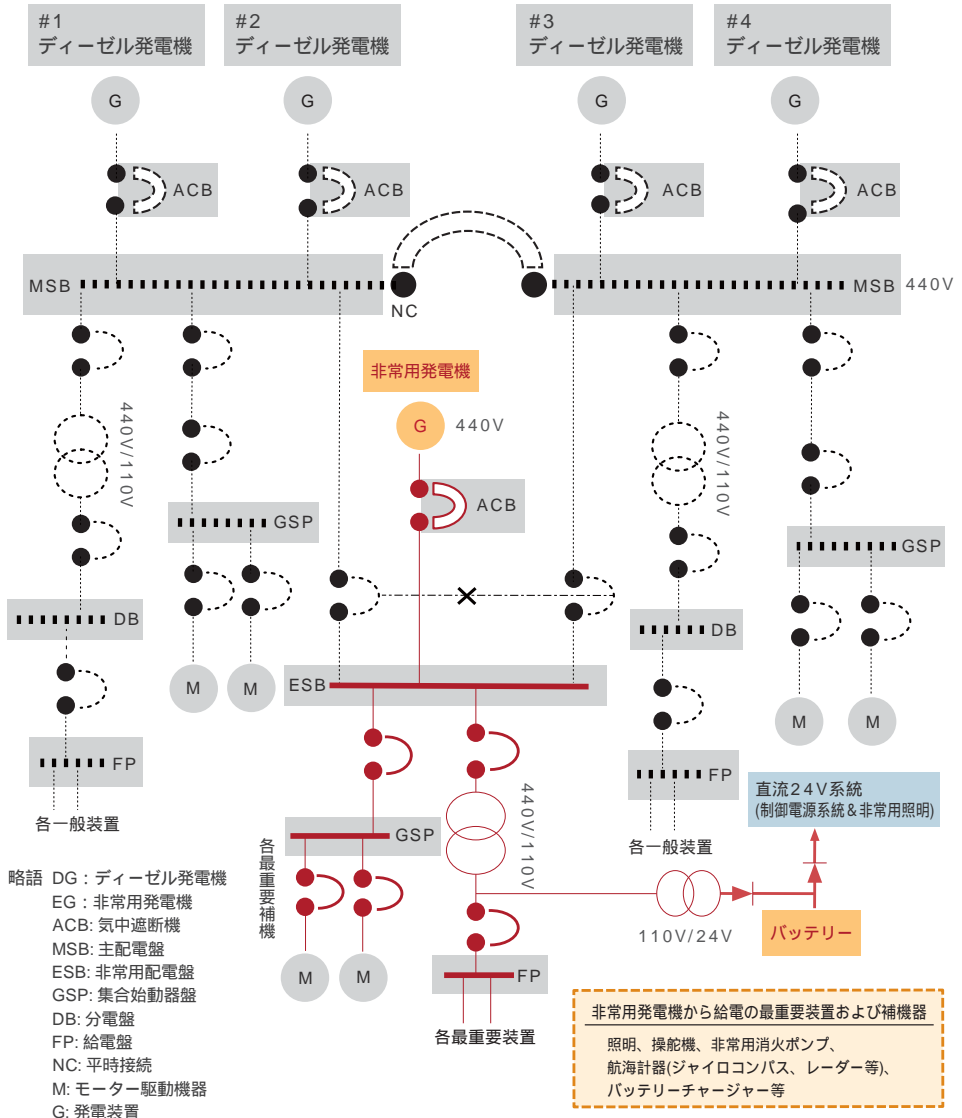 #1
ディーゼル発電機
#2
ディーゼル発電機
#3
ディーゼル発電機
#4
ディーゼル発電機
G
G
G
G
ACB
ACB
ACB
ACB
MSB
NC
MSB
440V
非常用発電機
G
440V
ACB
440V/110V
440V/110V
GSP
GSP
DB
DB
M
M
ESB
M
M
FP
FP
各一般装置
各一般装置
440V/110V
GSP
各最重要補機
M
M
FP
各最重要装置
110V/24V
直流24V系統
(制御電源系統&非常用照明)
バッテリー
略語 DG：ディーゼル発電機
EG：非常用発電機
ACB: 気中遮断機
MSB: 主配電盤
ESB: 非常用配電盤
GSP: 集合始動器盤
DB: 分電盤
FP: 給電盤
NC: 平時接続
M: モーター駆動機器
G: 発電装置
非常用発電機から給電の最重要装置および補機器
照明、操舵機、非常用消火ポンプ、
航海計器(ジャイロコンパス、レーダー等)、
バッテリーチャージャー等